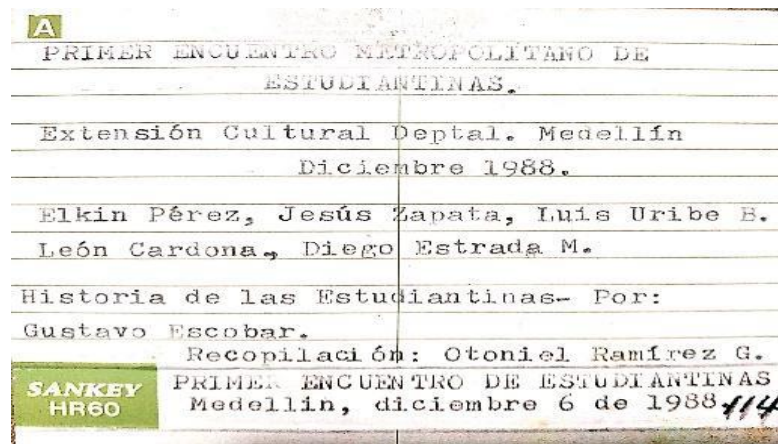 A
PRIMER ENCUENTRO METROPOLITANO DE
ESTUDIANTINAS.
Extensión Cultural Deptal. Medellín
Diciembre 1988.
Elkin Pérez, Jesús Zapata, Luis Uribe B.
León Cardona, Diego Estrada M.
Historia de las Estudiantinas- Por:
Gustavo Escobar.
Recopilación: Otoniel Ramírez G.
PRIMER ENCUENTRO DE ESTUDIANTINAS
SANKEY
HR60
Medellín, diciembre 6 de 1988 114